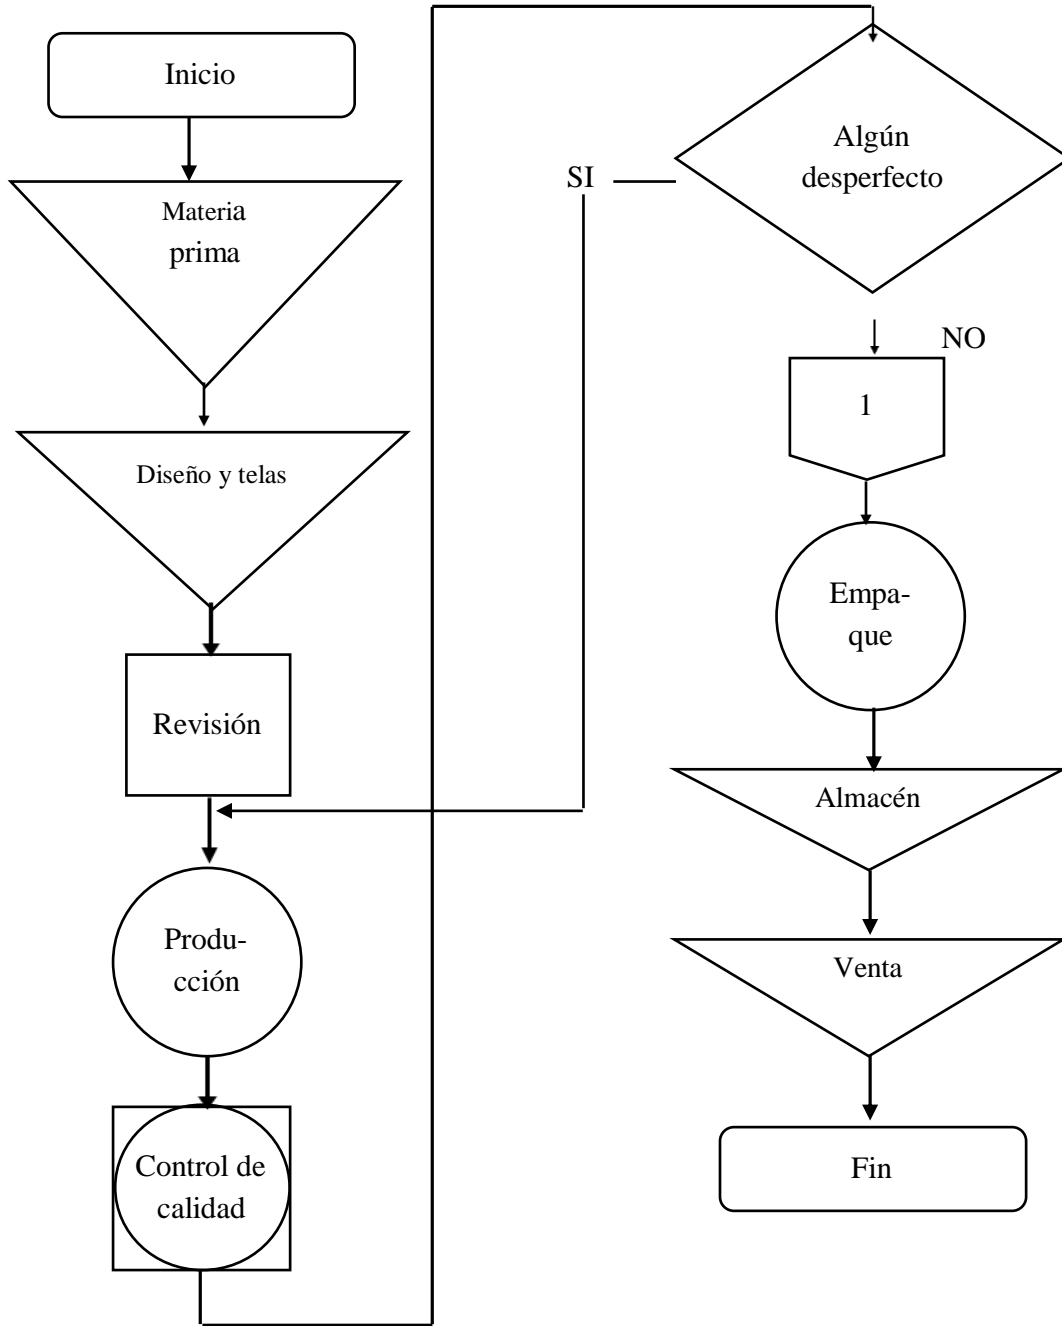 Inicio
Materia
prima
Diseño y telas
Revisión
Produ-
cción
Control de
calidad
Algún
desperfecto
SI
NO
1
Empa-
que
Almacén
Venta
Fin